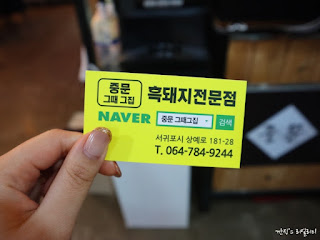 중문
그때 그집
흑돼지전문점
NAVER 중문 그때그집 검색
서귀포시 상예로 181-28
T. 064-784-9244